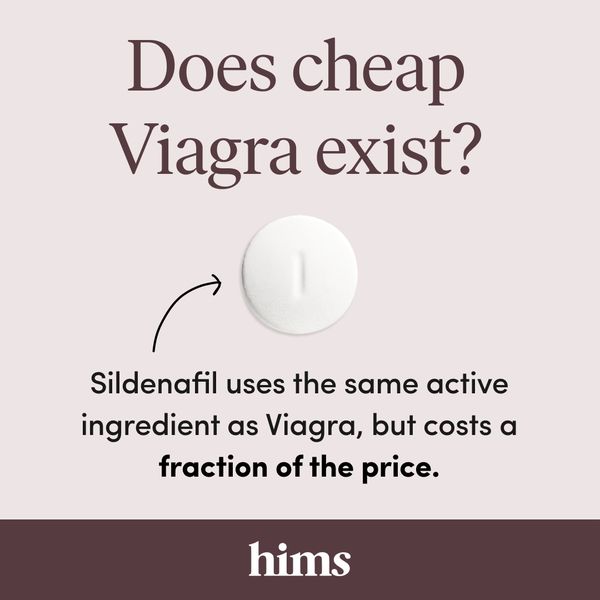 Does cheap
Viagra exist?
Sildenafil uses the same active
ingredient as Viagra, but costs a
fraction of the price.
hims